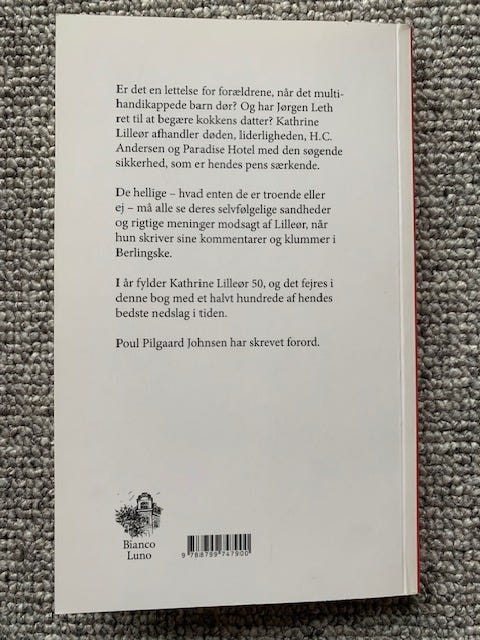 Er det en lettelse for forældrene, når det multi-
handikappede barn dør? Og har Jørgen Leth
ret til at begære kokkens datter? Kathrine
Lilleør afhandler døden, liderligheden, H.C.
Andersen og Paradise Hotel med den søgende
sikkerhed, som er hendes pens særkende.
De hellige – hvad enten de er troende eller
ej – må alle se deres selvfølgelige sandheder
og rigtige meninger modsagt af Lilleør, når
hun skriver sine kommentarer og klummer i
Berlingske.
I år fylder Kathrine Lilleør 50, og det fejres i
denne bog med et halvt hundrede af hendes
bedste nedslag i tiden.
Poul Pilgaard Johnsen har skrevet forord.
Bianco
Luno
9 788799 747900